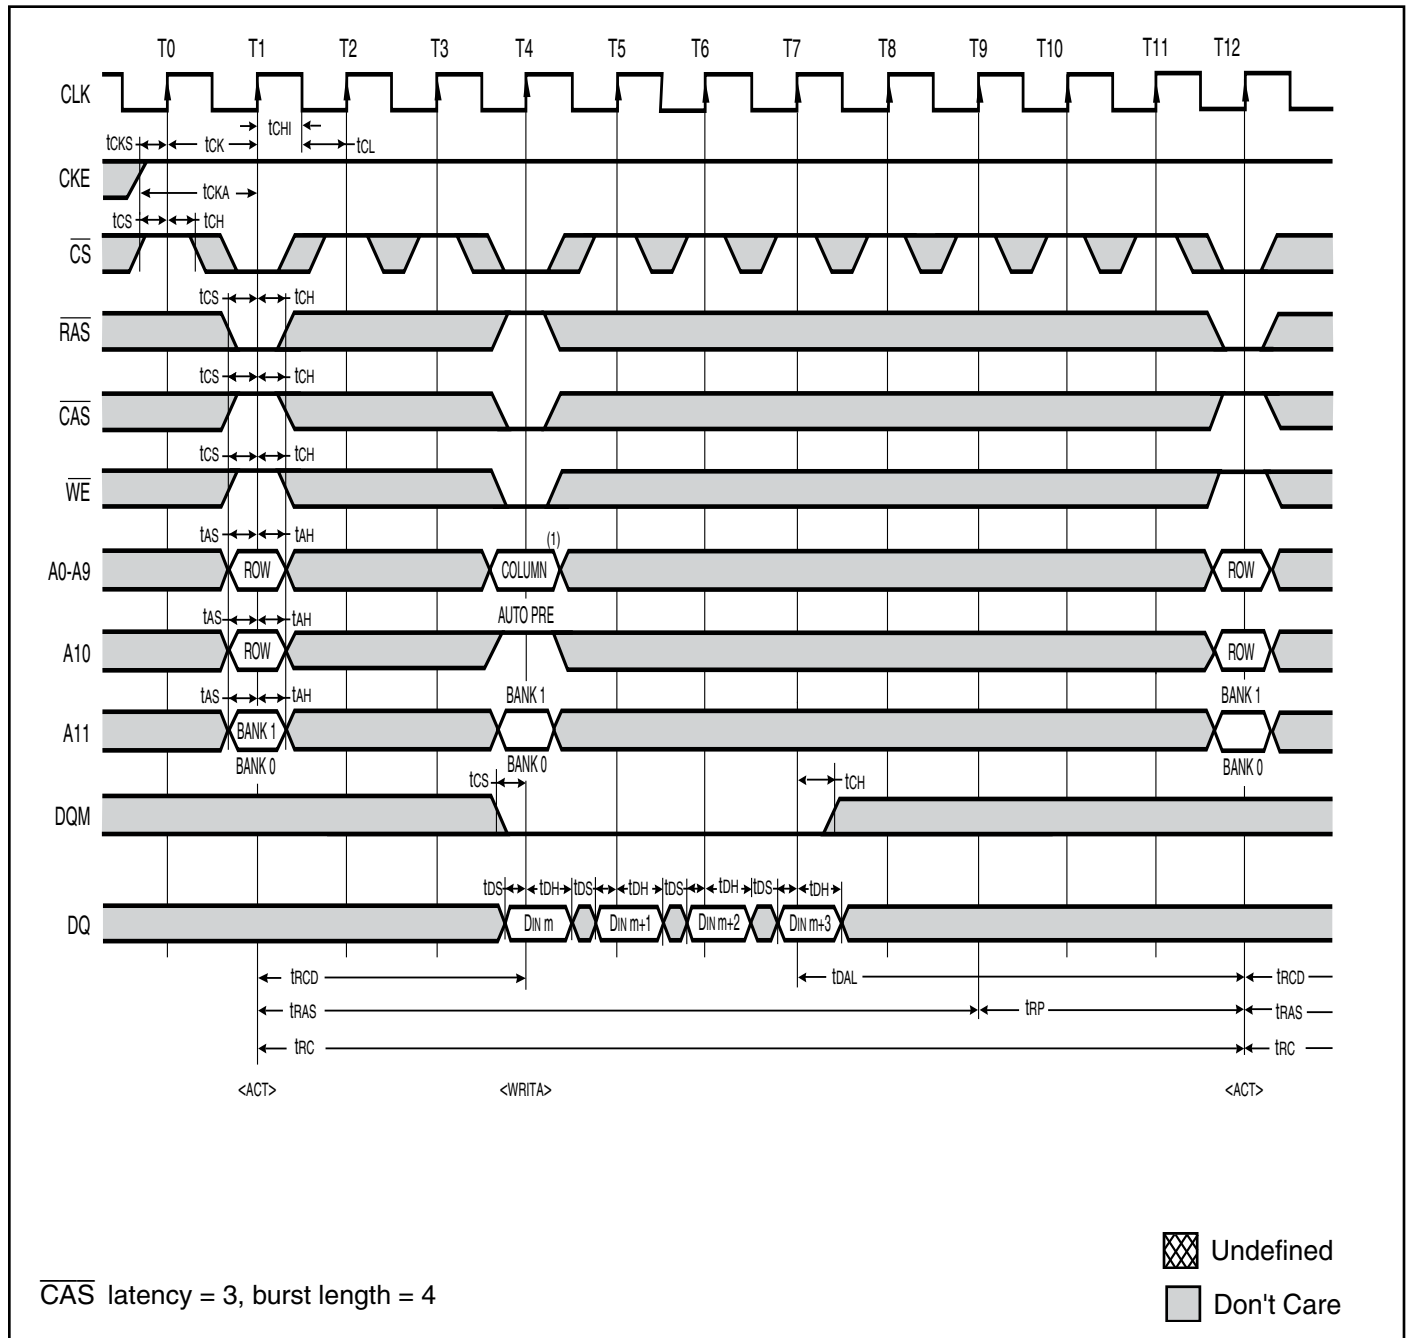 T0 T1 T2 T3 T4 T5 T6 T7 T8 T9 T10 T11 T12
CLK
tCHI
tCKS tCK tCL
CKE
tCKA
tCS tCH
CS
tCS tCH
RAS
tCS tCH
CAS
tCS tCH
WE
tAS tAH (1)
A0-A9 ROW COLUMN ROW
tAS tAH AUTO PRE
A10 ROW ROW
tAS tAH BANK 1 BANK 1
A11 BANK 1
BANK 0 BANK 0 BANK 0
tCS tCH
DQM
tDS tDH tDS tDH tDS tDH tDS tDH
DQ DIN m DIN m+1 DIN m+2 DIN m+3
tRCD tDAL tRCD
tRAS tRP tRAS
tRC tRC
<ACT> <WRITA> <ACT>
Undefined
CAS latency = 3, burst length = 4
Don't Care